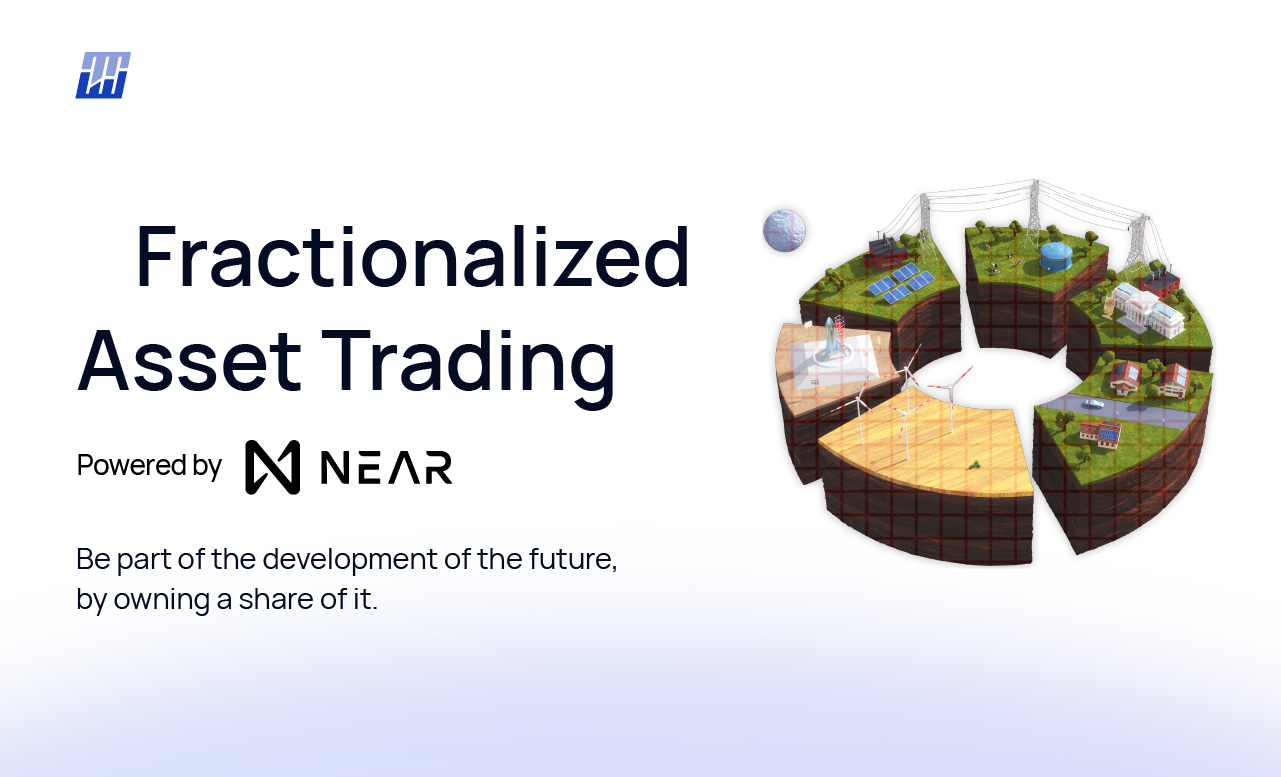 Fractionalized
Asset Trading
Powered by NEAR
Be part of the development of the future,
by owning a share of it.